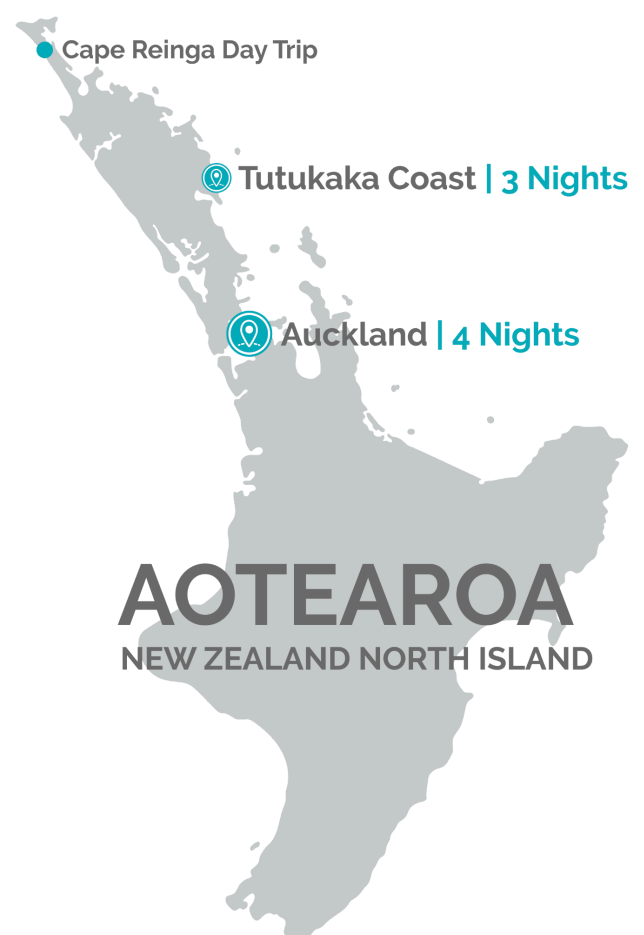 Cape Reinga Day Trip
Tutukaka Coast | 3 Nights
Auckland | 4 Nights
AOTEAROA
NEW ZEALAND NORTH ISLAND